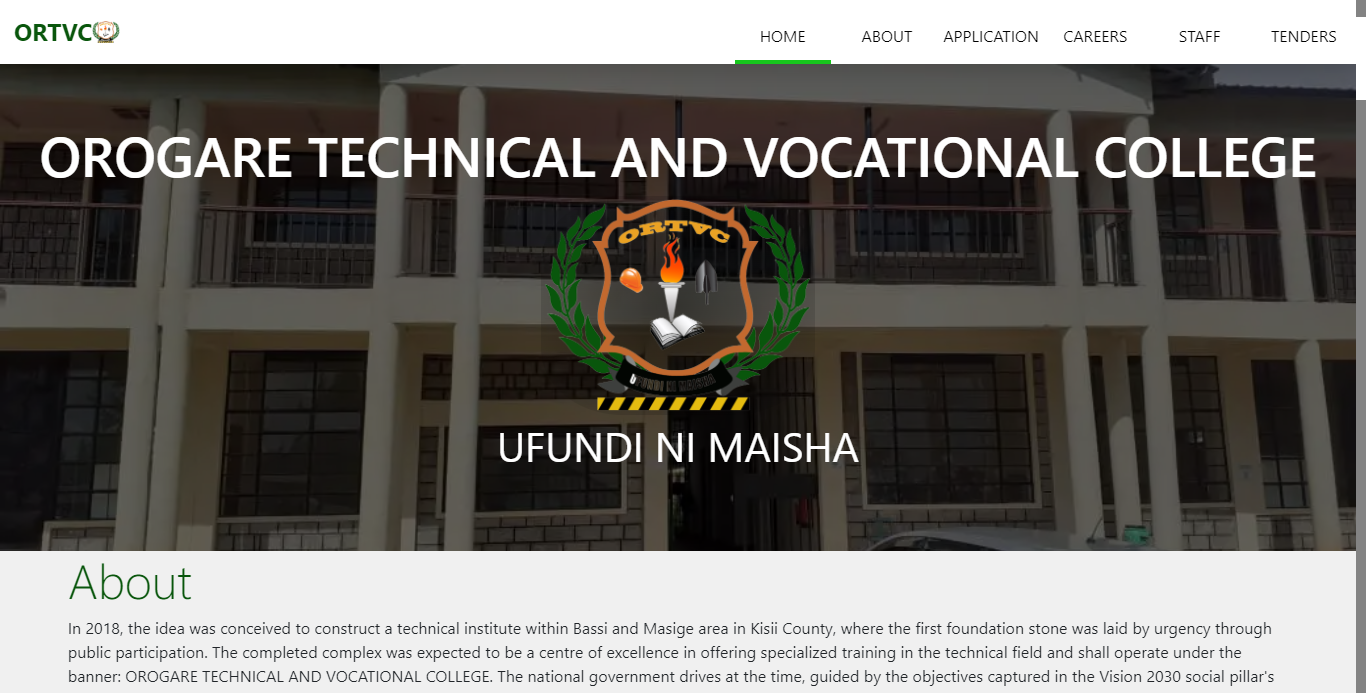 ORTVC
HOME ABOUT APPLICATION CAREERS STAFF TENDERS
OROGARE TECHNICAL AND VOCATIONAL COLLEGE
ORTVC
UFUNDI NI MAISHA
UFUNDI NI MAISHA
About
In 2018, the idea was conceived to construct a technical institute within Bassi and Masige area in Kisii County, where the first foundation stone was laid by urgency through
public participation. The completed complex was expected to be a centre of excellence in offering specialized training in the technical field and shall operate under the
banner: OROGARE TECHNICAL AND VOCATIONAL COLLEGE. The national government drives at the time, guided by the objectives captured in the Vision 2030 social pillar's